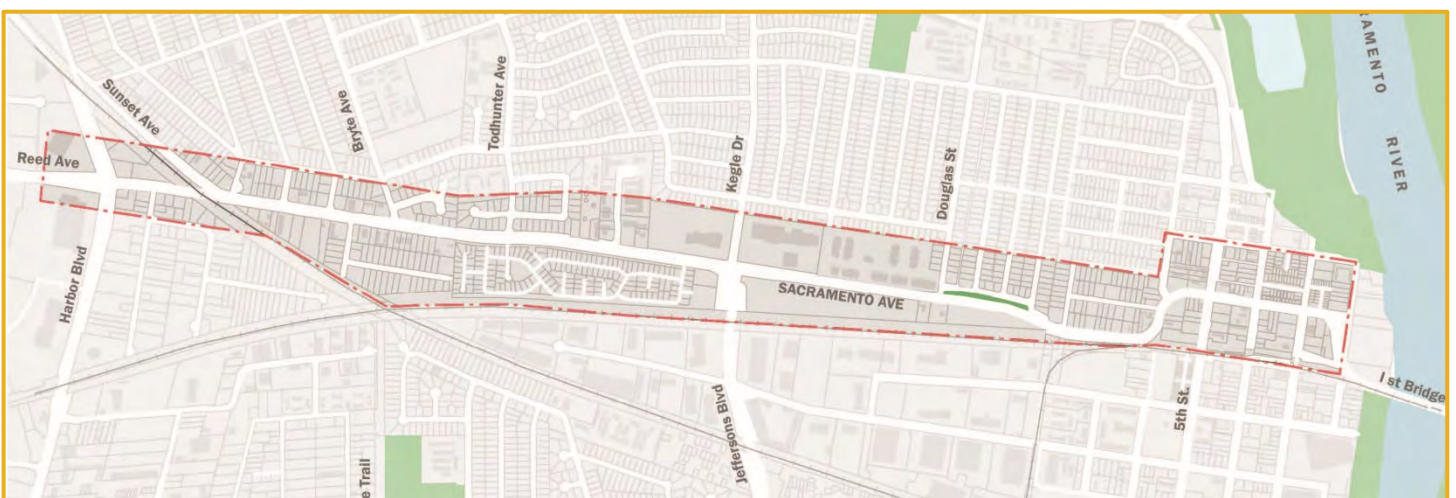 RAMENTO
RIVER
Sunset Ave
Bryte Ave
Todhunter Ave
Kegle Dr
Douglas St
Reed Ave
Harbor Blvd
SACRAMENTO AVE
Jeffersons Blvd
5th St.
I st Bridge
e Trail